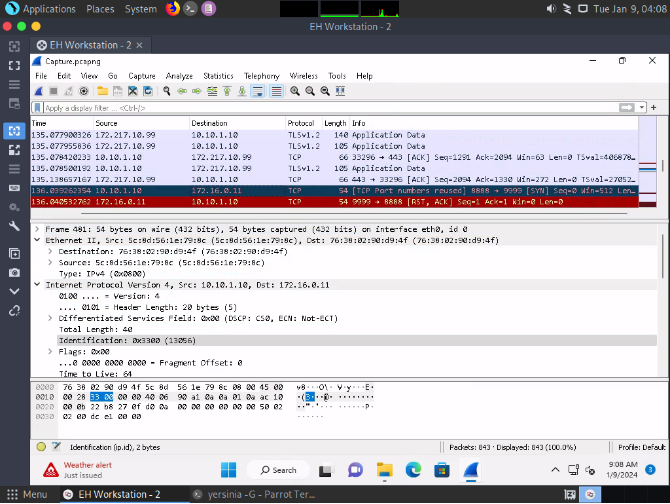 Applications Places System Tue Jan 9, 04:08
EH Workstation - 2
EH Workstation - 2 ×
Capture.pcapng
File Edit View Go Capture Analyze Statistics Telephony Wireless Tools Help
Apply a display filter ... <Ctrl-/>
Time Source Destination Protocol Length Info
135.077900326 172.217.10.99 10.10.1.10 TLSv1.2 140 Application Data
135.077955836 172.217.10.99 10.10.1.10 TLSv1.2 105 Application Data
135.078420233 10.10.1.10 172.217.10.99 TCP 66 33296 → 443 [ACK] Seq=1291 Ack=2094 Win=63 Len=0 TSval=406878…
135.078500192 172.217.10.99 10.10.1.10 TLSv1.2 105 Application Data
135.138657167 10.10.1.10 172.217.10.99 TCP 66 443 → 33296 [ACK] Seq=2094 Ack=1330 Win=272 Len=0 TSval=27052…
136.039262354 10.10.1.10 172.16.0.11 TCP 54 [TCP Port numbers reused] 8888 → 9999 [SYN] Seq=0 Win=512 Len…
136.040532762 172.16.0.11 10.10.1.10 TCP 54 9999 → 8888 [RST, ACK] Seq=1 Ack=1 Win=0 Len=0
Frame 481: 54 bytes on wire (432 bits), 54 bytes captured (432 bits) on interface eth0, id 0
Ethernet II, Src: 5c:8d:56:1e:79:8c (5c:8d:56:1e:79:8c), Dst: 76:38:02:90:d9:4f (76:38:02:90:d9:4f)
Destination: 76:38:02:90:d9:4f (76:38:02:90:d9:4f)
Source: 5c:8d:56:1e:79:8c (5c:8d:56:1e:79:8c)
Type: IPv4 (0x0800)
Internet Protocol Version 4, Src: 10.10.1.10, Dst: 172.16.0.11
0100 .... = Version: 4
.... 0101 = Header Length: 20 bytes (5)
Differentiated Services Field: 0x00 (DSCP: CS0, ECN: Not-ECT)
Total Length: 40
Identification: 0x3300 (13056)
Flags: 0x00
...0 0000 0000 0000 = Fragment Offset: 0
Time to Live: 64
0000 76 38 02 90 d9 4f 5c 8d 56 1e 79 8c 08 00 45 00 v8···O\· V·y···E·
0010 00 28 33 00 00 00 40 06 90 a1 0a 0a 01 0a ac 10 ·(3···@· ········
0020 00 0b 22 b8 27 0f d0 0a 00 00 00 00 00 00 50 02
0030 02 00 dc e1 00 00
Identification (ip.id), 2 bytes Packets: 843 · Displayed: 843 (100.0%) Profile: Default
Weather alert
Just issued
Search
9:08 AM
1/9/2024
3
Menu EH Workstation - 2 yersinia -G - Parrot Ter...